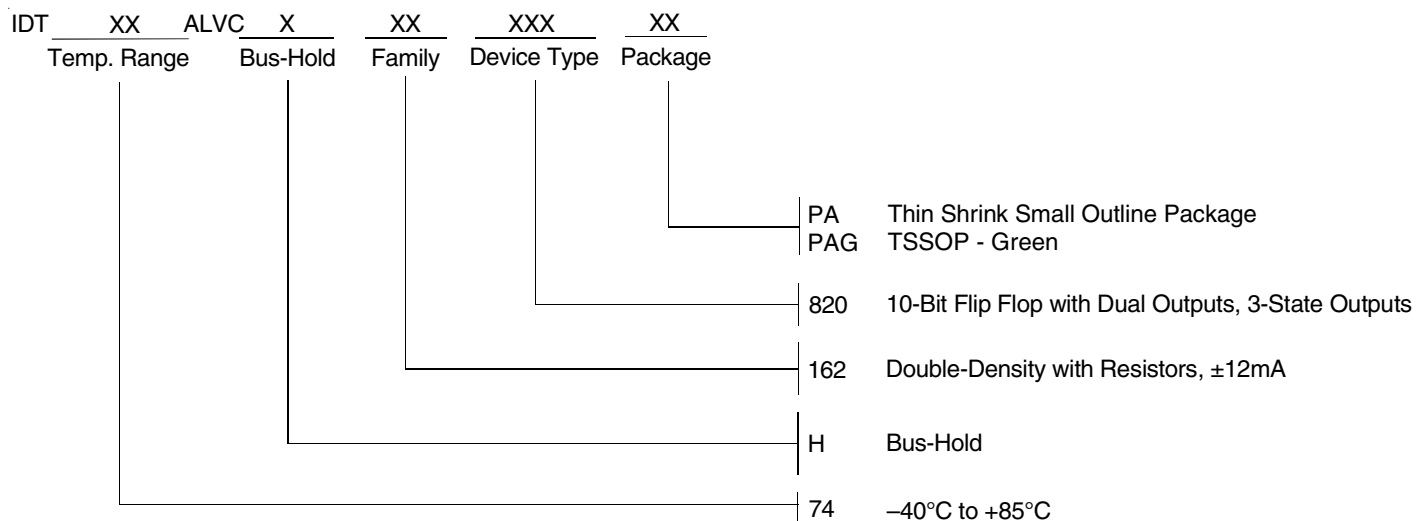 IDT XX ALVC X XX XXX XX
Temp. Range Bus-Hold Family Device Type Package
PA Thin Shrink Small Outline Package
PAG TSSOP - Green
820 10-Bit Flip Flop with Dual Outputs, 3-State Outputs
162 Double-Density with Resistors, ±12mA
H Bus-Hold
74 –40°C to +85°C